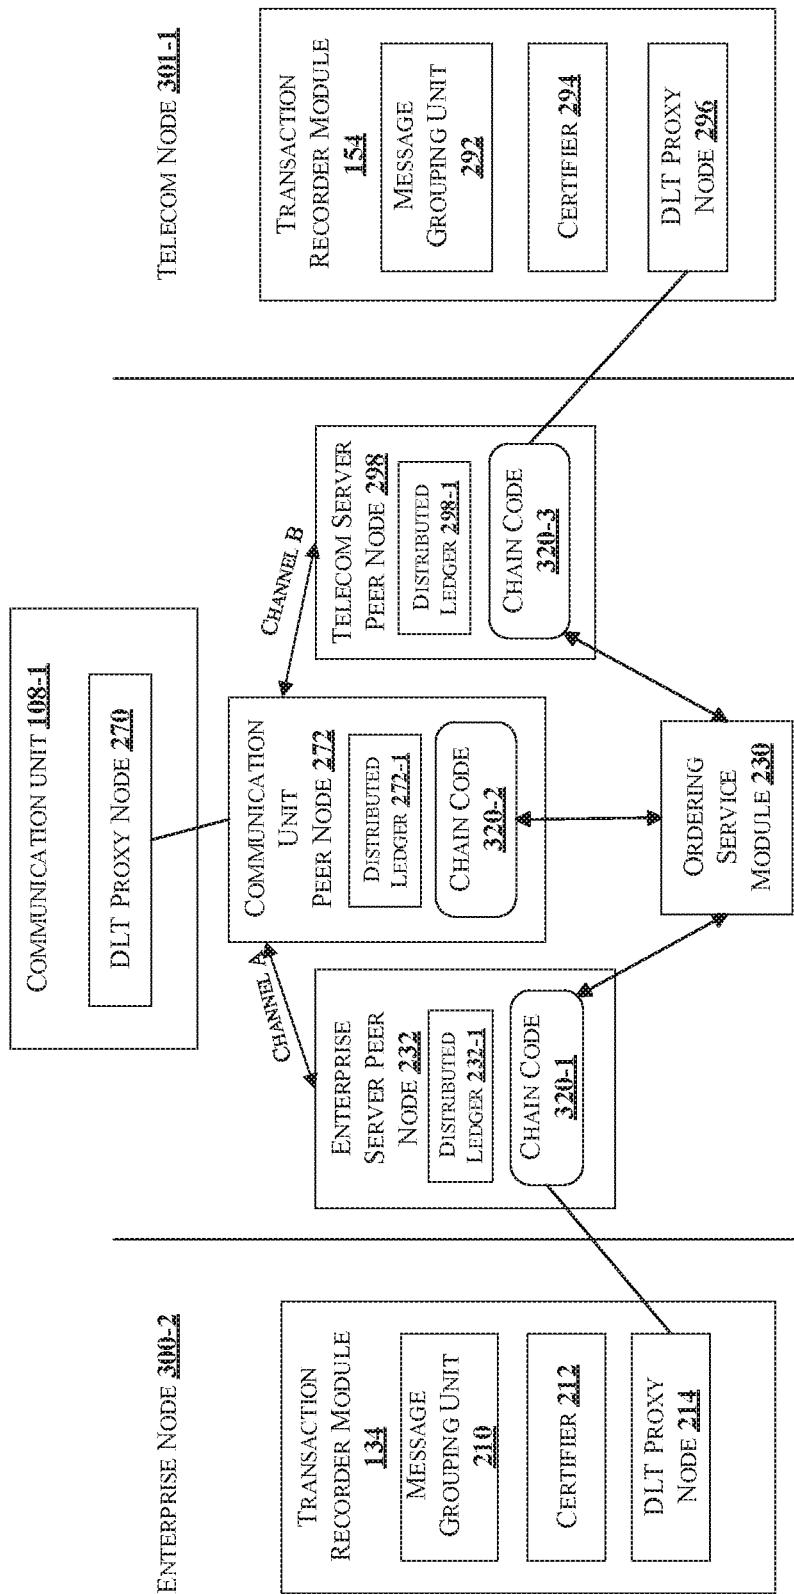 ENTERPRISE NODE 300-2
TRANSACTION
RECORDER MODULE
134
MESSAGE
GROUPING UNIT
210
CERTIFIER 212
DLT PROXY
NODE 214
COMMUNICATION UNIT 108-1
DLT PROXY NODE 270
CHANNEL A
CHANNEL B
ENTERPRISE
SERVER PEER
NODE 232
DISTRIBUTED
LEDGER 232-1
CHAIN CODE
320-1
COMMUNICATION
UNIT
PEER NODE 272
DISTRIBUTED
LEDGER 272-1
CHAIN CODE
320-2
TELECOM SERVER
PEER NODE 298
DISTRIBUTED
LEDGER 298-1
CHAIN CODE
320-3
ORDERING
SERVICE
MODULE 230
TELECOM NODE 301-1
TRANSACTION
RECORDER MODULE
154
MESSAGE
GROUPING UNIT
292
CERTIFIER 294
DLT PROXY
NODE 296